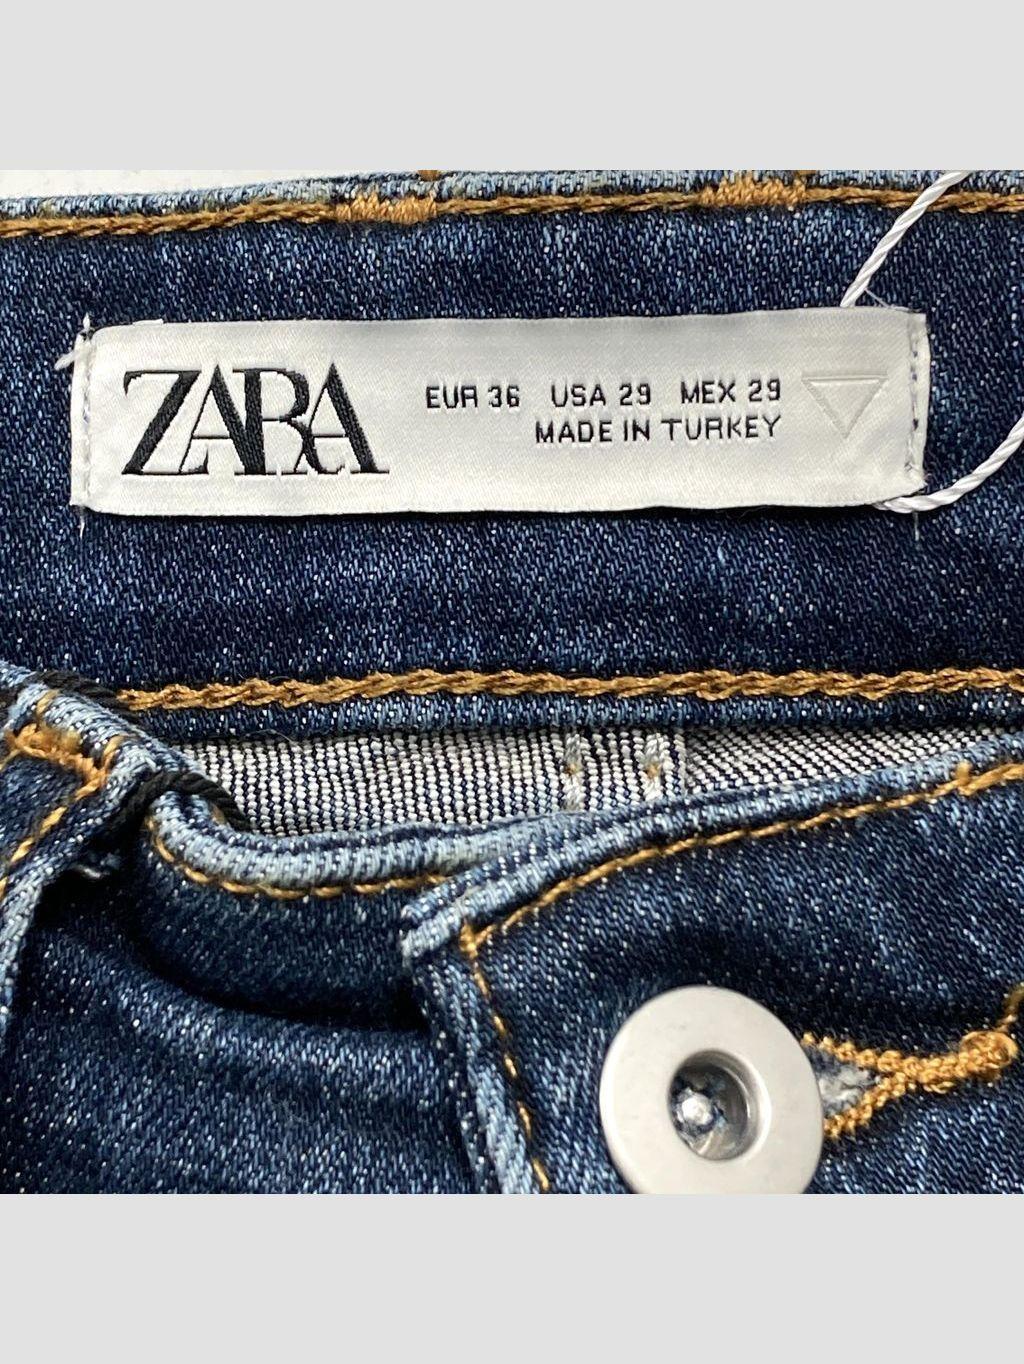 ZARA
EUR 36 USA 29 MEX 29
MADE IN TURKEY